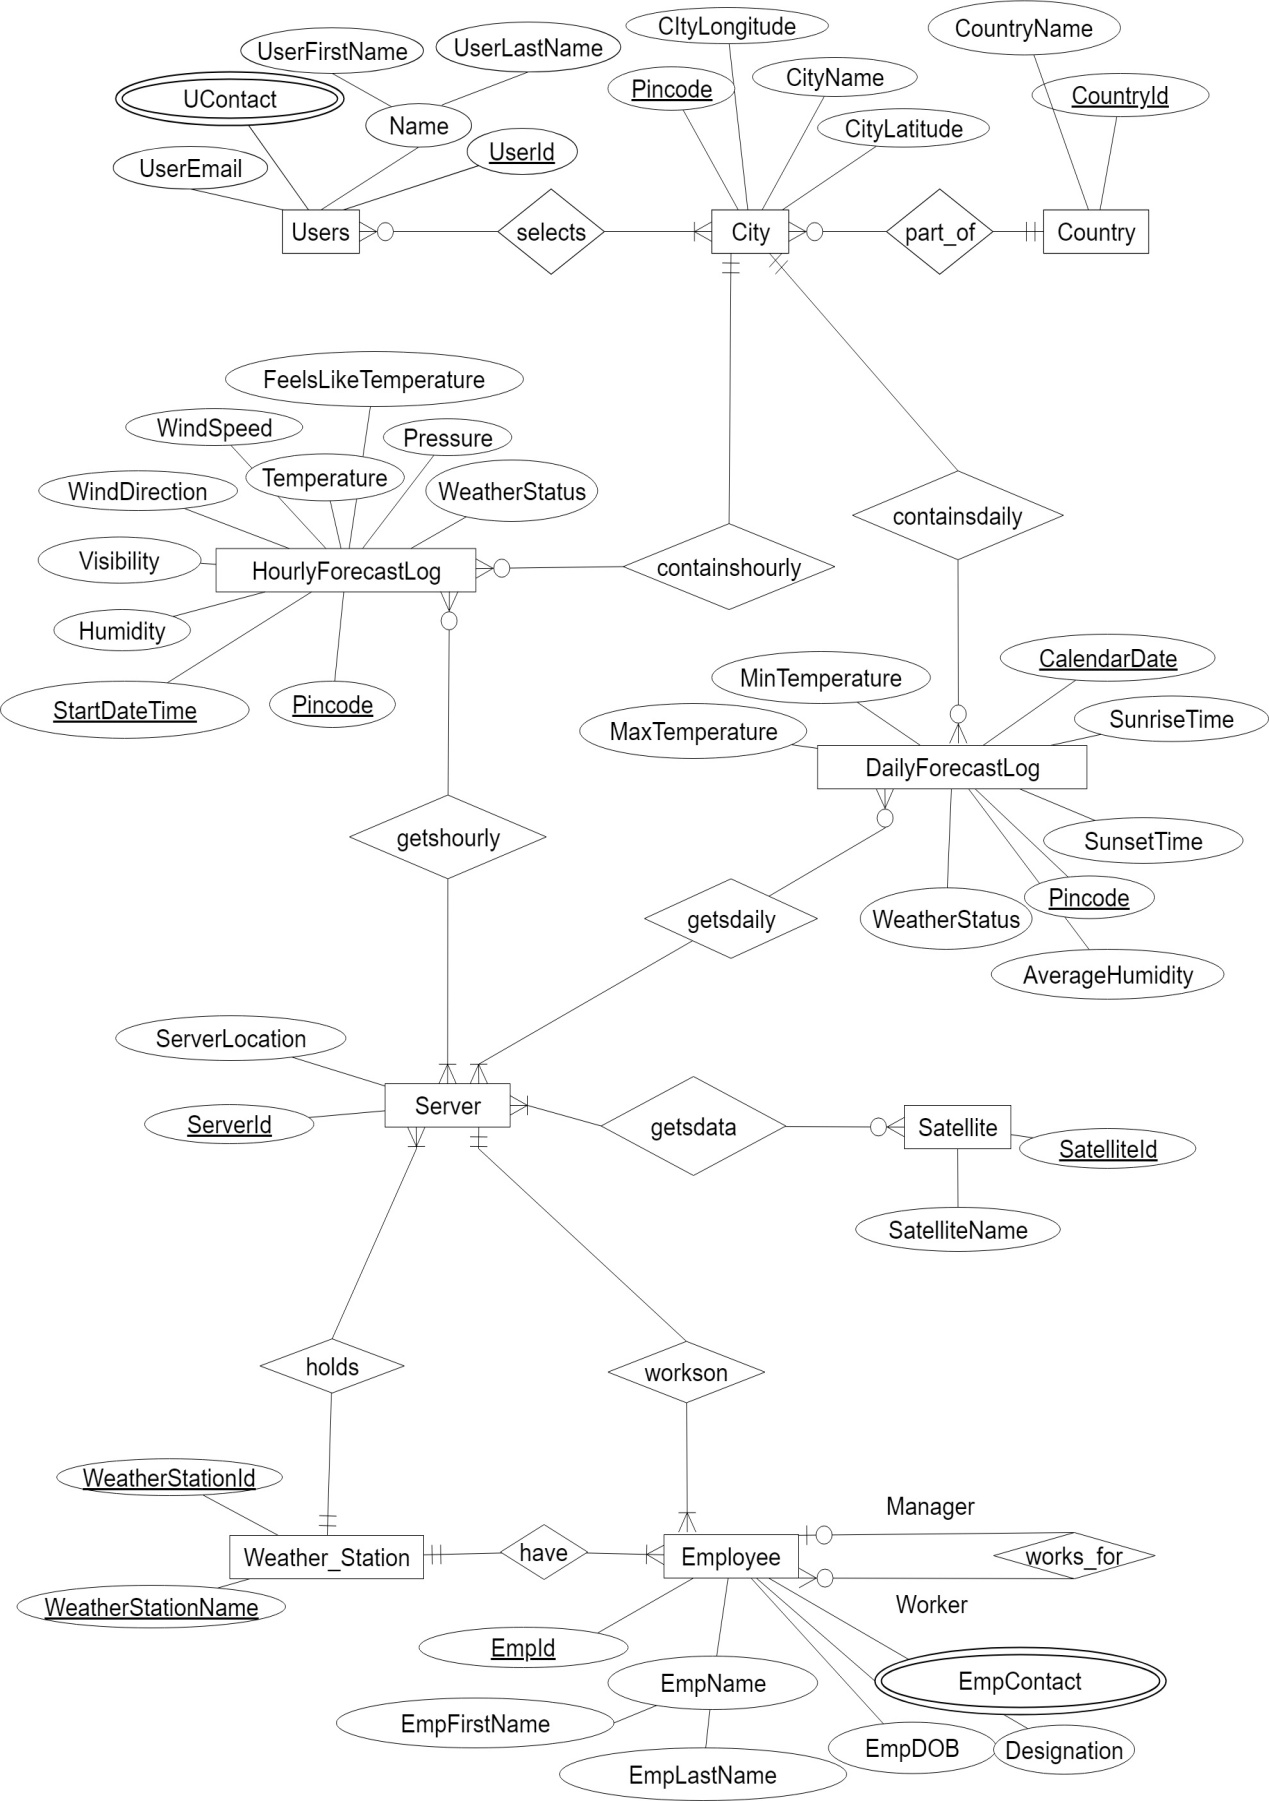 CItyLongitude
CountryName
UserFirstName
UserLastName
CityName
Pincode
CountryId
UContact
Name
CityLatitude
UserEmail
UserId
Users
selects
City
part_of
Country
FeelsLikeTemperature
WindSpeed
Pressure
Temperature
WindDirection
WeatherStatus
containsdaily
Visibility
HourlyForecastLog
containshourly
Humidity
StartDateTime
Pincode
CalendarDate
MinTemperature
SunriseTime
MaxTemperature
DailyForecastLog
getshourly
SunsetTime
Pincode
getsdaily
WeatherStatus
AverageHumidity
ServerLocation
Server
ServerId
getsdata
Satellite
SatelliteId
SatelliteName
holds
workson
WeatherStationId
Manager
Weather_Station
have
Employee
works_for
WeatherStationName
Worker
EmpId
EmpName
EmpContact
EmpFirstName
EmpDOB
Designation
EmpLastName